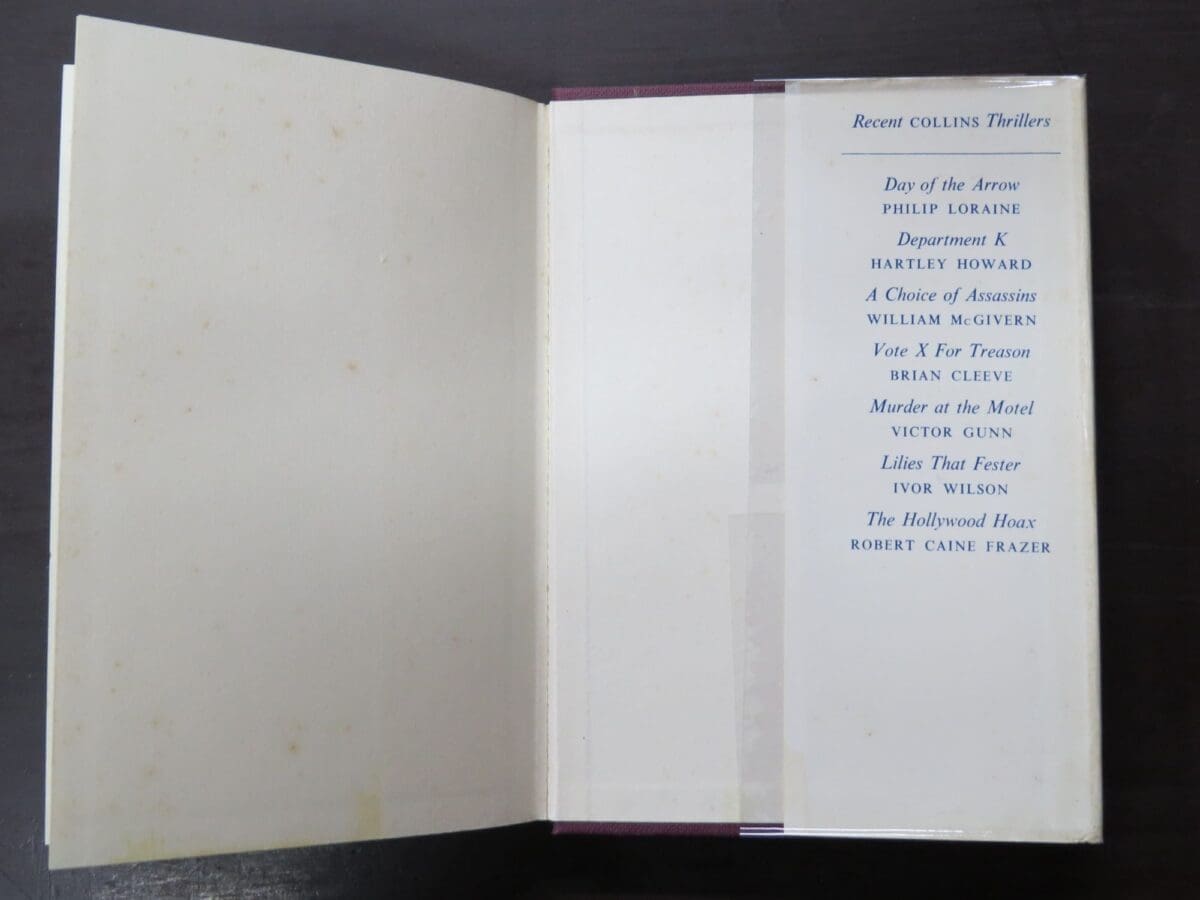 Recent COLLINS Thrillers
Day of the Arrow
PHILIP LORAINE
Department K
HARTLEY HOWARD
A Choice of Assassins
WILLIAM McGIVERN
Vote X For Treason
BRIAN CLEEVE
Murder at the Motel
VICTOR GUNN
Lilies That Fester
IVOR WILSON
The Hollywood Hoax
ROBERT CAINE FRAZER